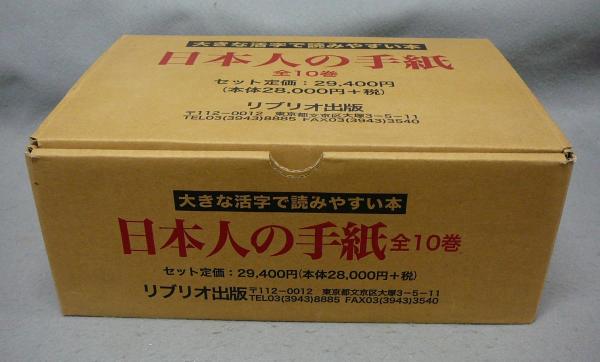 大きな活字で読みやすい本
日本人の手紙
全10巻
セット定価：29,400円
(本体28,000円+税)
リブリオ出版
〒112-0012 東京都文京区大塚3-5-11
TEL03(3943)8885 FAX03(3943)3540
大きな活字で読みやすい本
日本人の手紙 全10巻
セット定価：29,400円(本体28,000円+税)
リブリオ出版 〒112-0012 東京都文京区大塚3-5-11
TEL03(3943)8885 FAX03(3943)3540